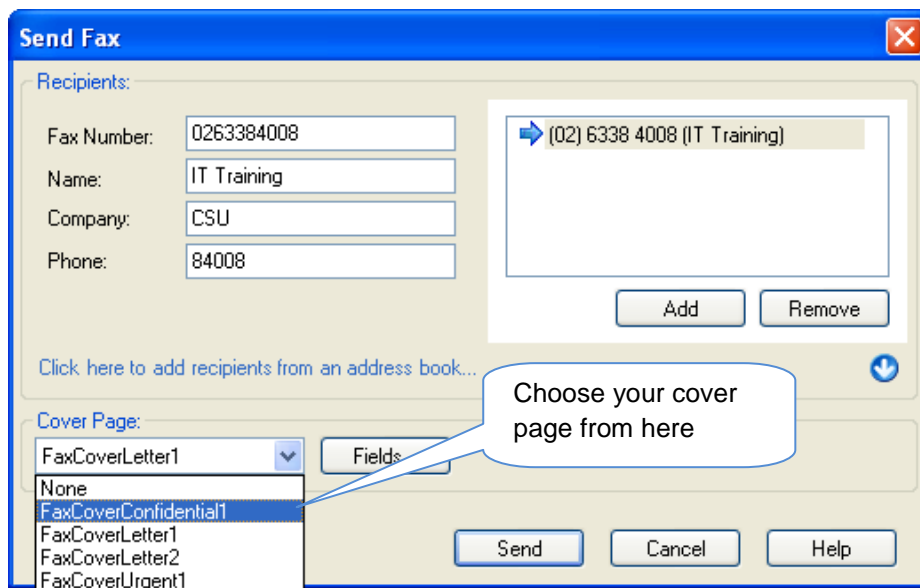 Send Fax
Recipients:
Fax Number: 0263384008
Name: IT Training
Company: CSU
Phone: 84008
(02) 6338 4008 (IT Training)
Add Remove
Click here to add recipients from an address book...
Choose your cover
page from here
Cover Page:
FaxCoverLetter1
Fields
None
FaxCoverConfidential1
FaxCoverLetter1
FaxCoverLetter2
FaxCoverUrgent1
Send Cancel Help